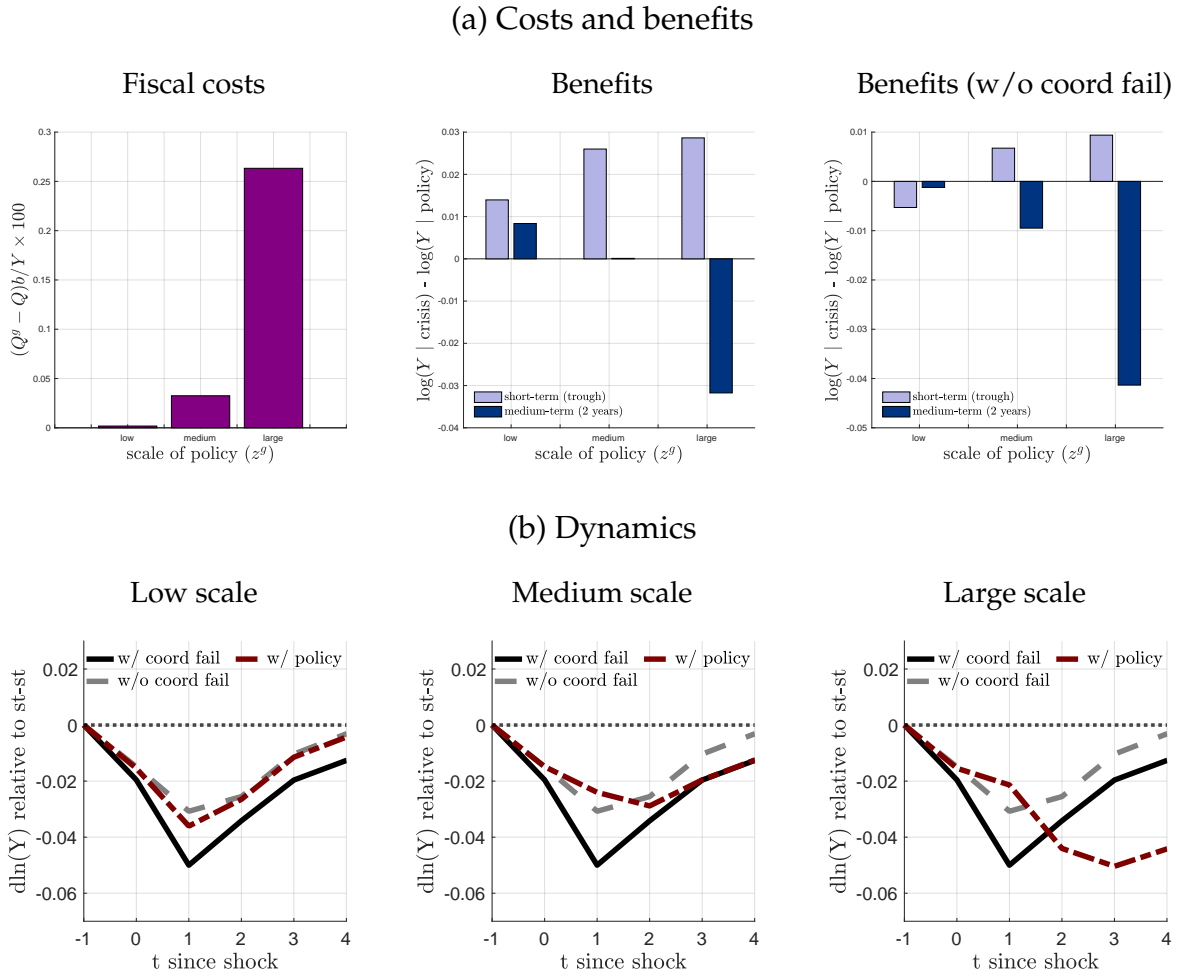 (a) Costs and benefits
Fiscal costs
Benefits
Benefits (w/o coord fail)
(Q^g − Q)b/Y × 100
0.3
0.25
0.2
0.15
0.1
0.05
0
low
medium
large
scale of policy (z^g)
log(Y | crisis) - log(Y | policy)
0.03
0.02
0.01
0
-0.01
-0.02
-0.03
-0.04
short-term (trough)
medium-term (2 years)
low
medium
large
scale of policy (z^g)
log(Y | crisis) - log(Y | policy)
0.01
0
-0.01
-0.02
-0.03
-0.04
-0.05
short-term (trough)
medium-term (2 years)
low
medium
large
scale of policy (z^g)
(b) Dynamics
Low scale
Medium scale
Large scale
dln(Y) relative to st-st
w/ coord fail
w/ policy
w/o coord fail
0.02
0
-0.02
-0.04
-0.06
-1 0 1 2 3 4
t since shock
dln(Y) relative to st-st
w/ coord fail
w/ policy
w/o coord fail
0.02
0
-0.02
-0.04
-0.06
-1 0 1 2 3 4
t since shock
dln(Y) relative to st-st
w/ coord fail
w/ policy
w/o coord fail
0.02
0
-0.02
-0.04
-0.06
-1 0 1 2 3 4
t since shock